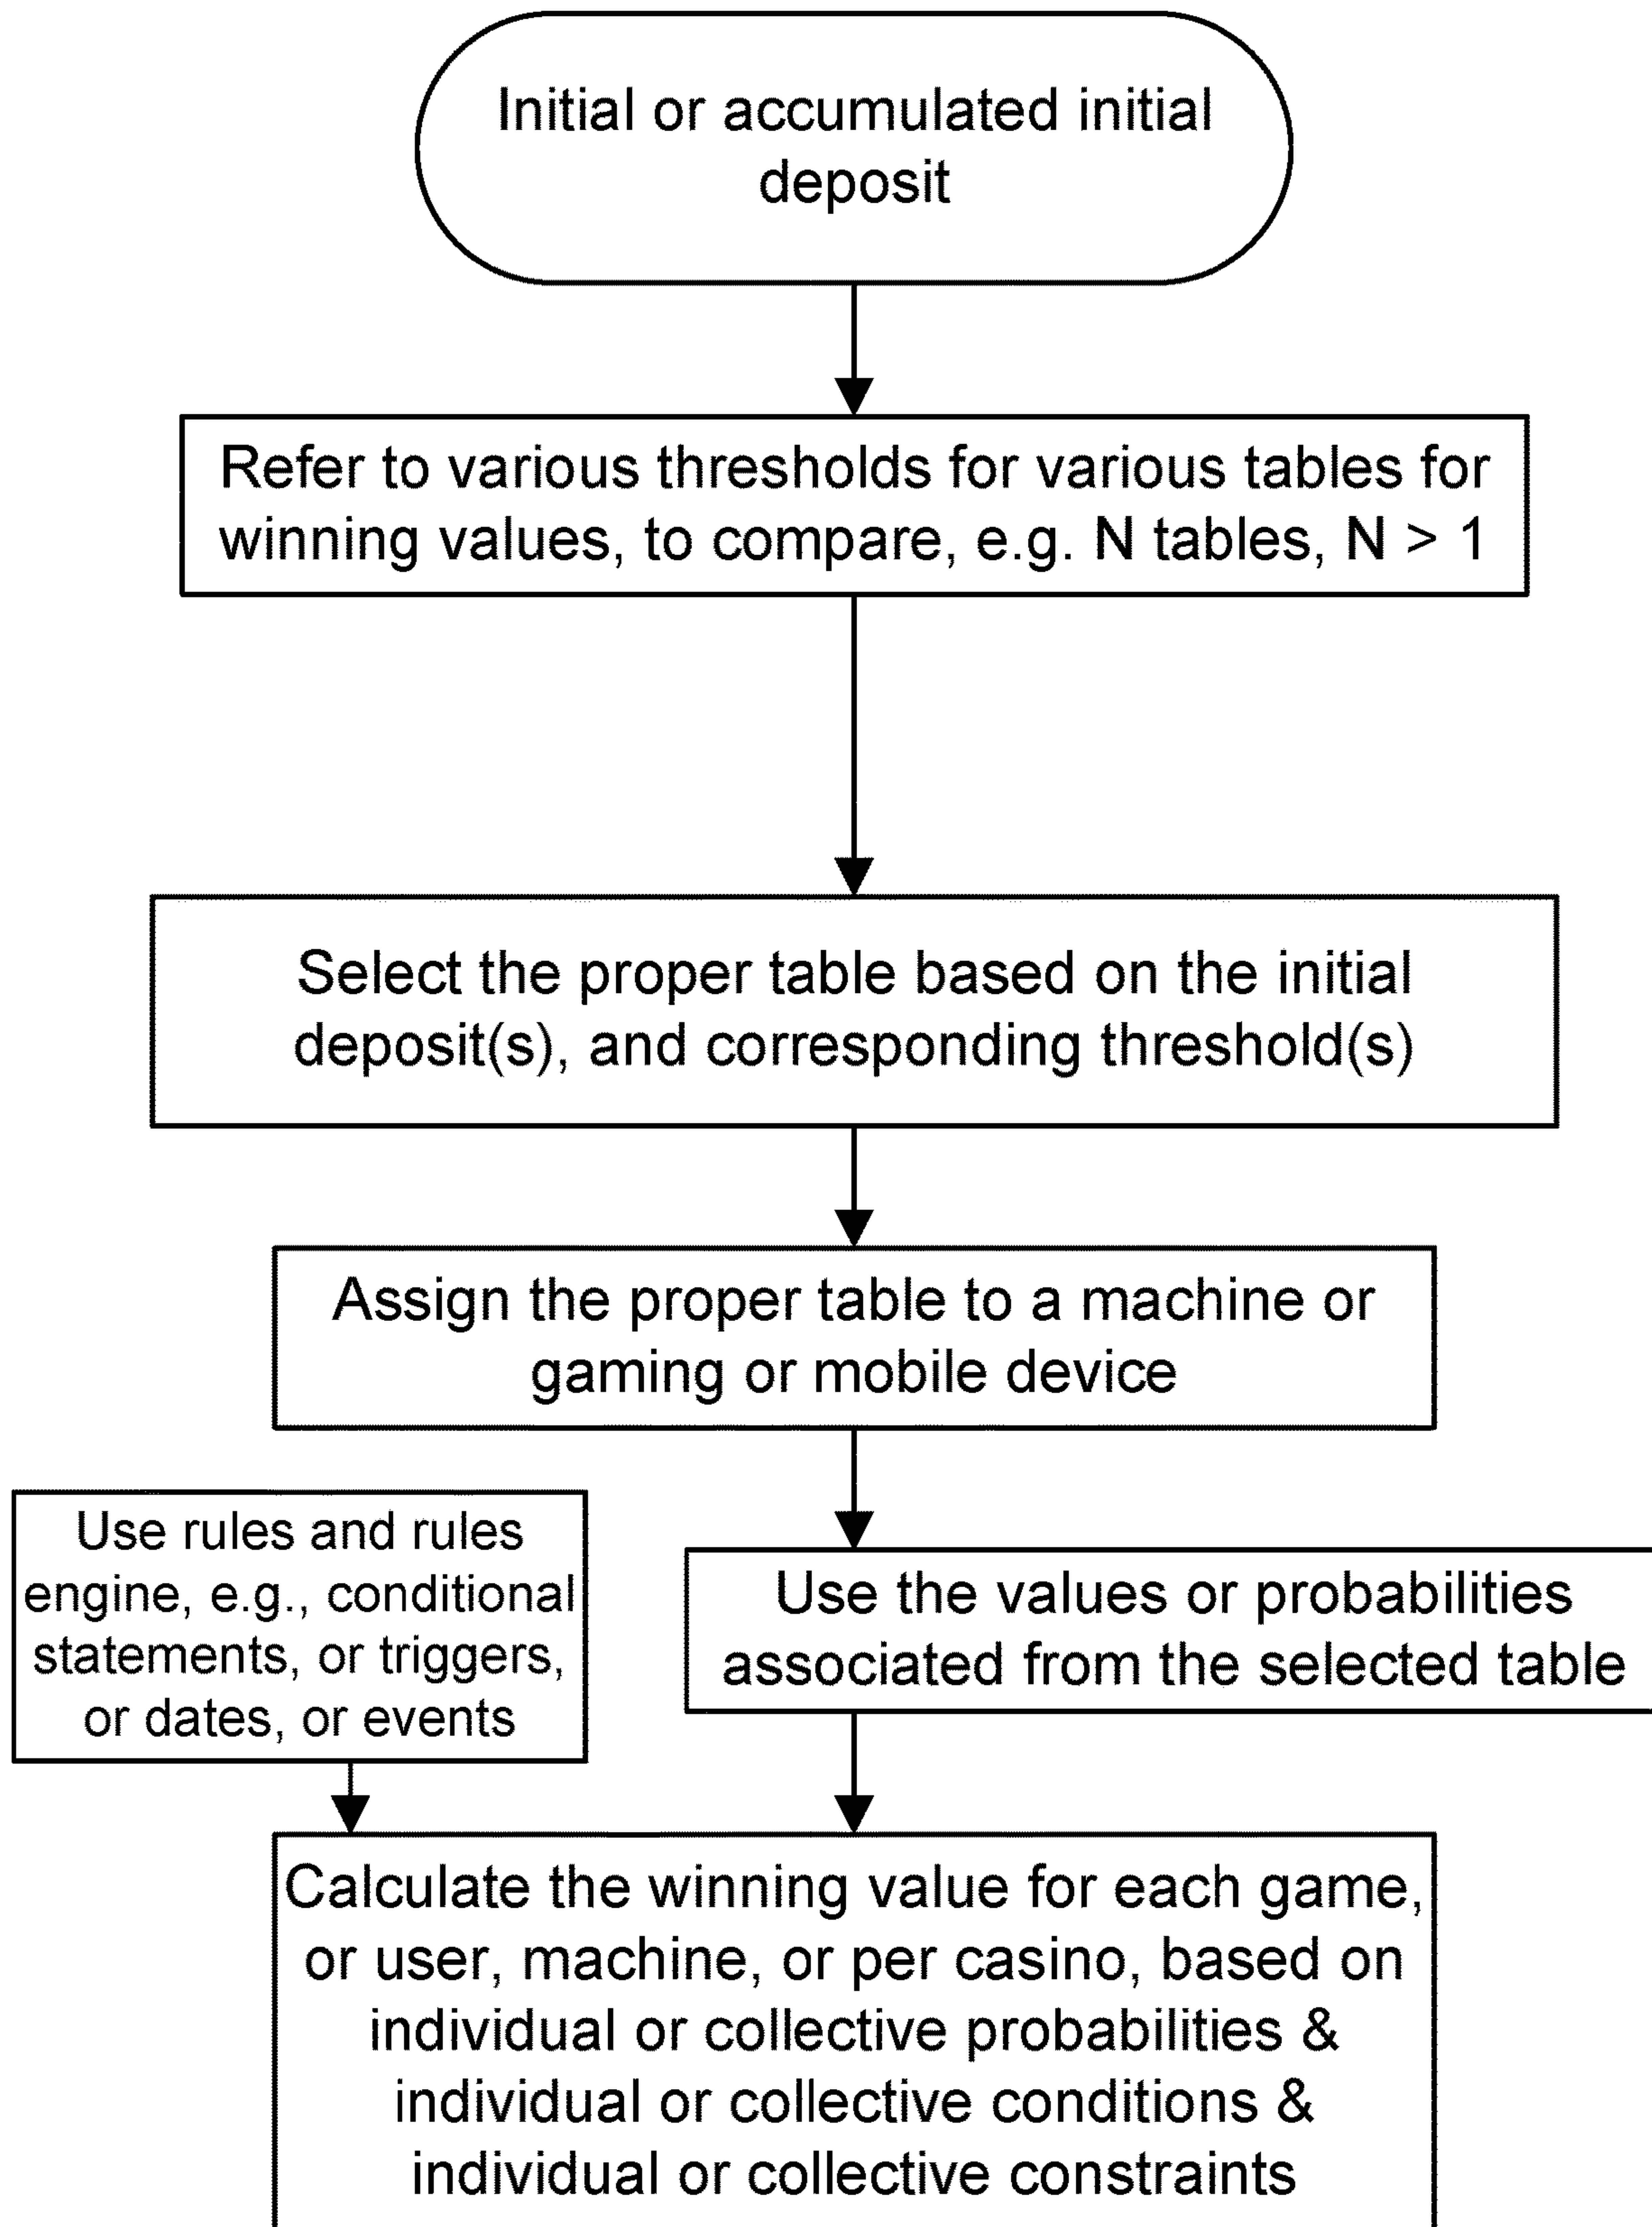 Initial or accumulated initial
deposit
Refer to various thresholds for various tables for
winning values, to compare, e.g. N tables, N > 1
Select the proper table based on the initial
deposit(s), and corresponding threshold(s)
Assign the proper table to a machine or
gaming or mobile device
Use rules and rules
engine, e.g., conditional
statements, or triggers,
or dates, or events
Use the values or probabilities
associated from the selected table
Calculate the winning value for each game,
or user, machine, or per casino, based on
individual or collective probabilities &
individual or collective conditions &
individual or collective constraints